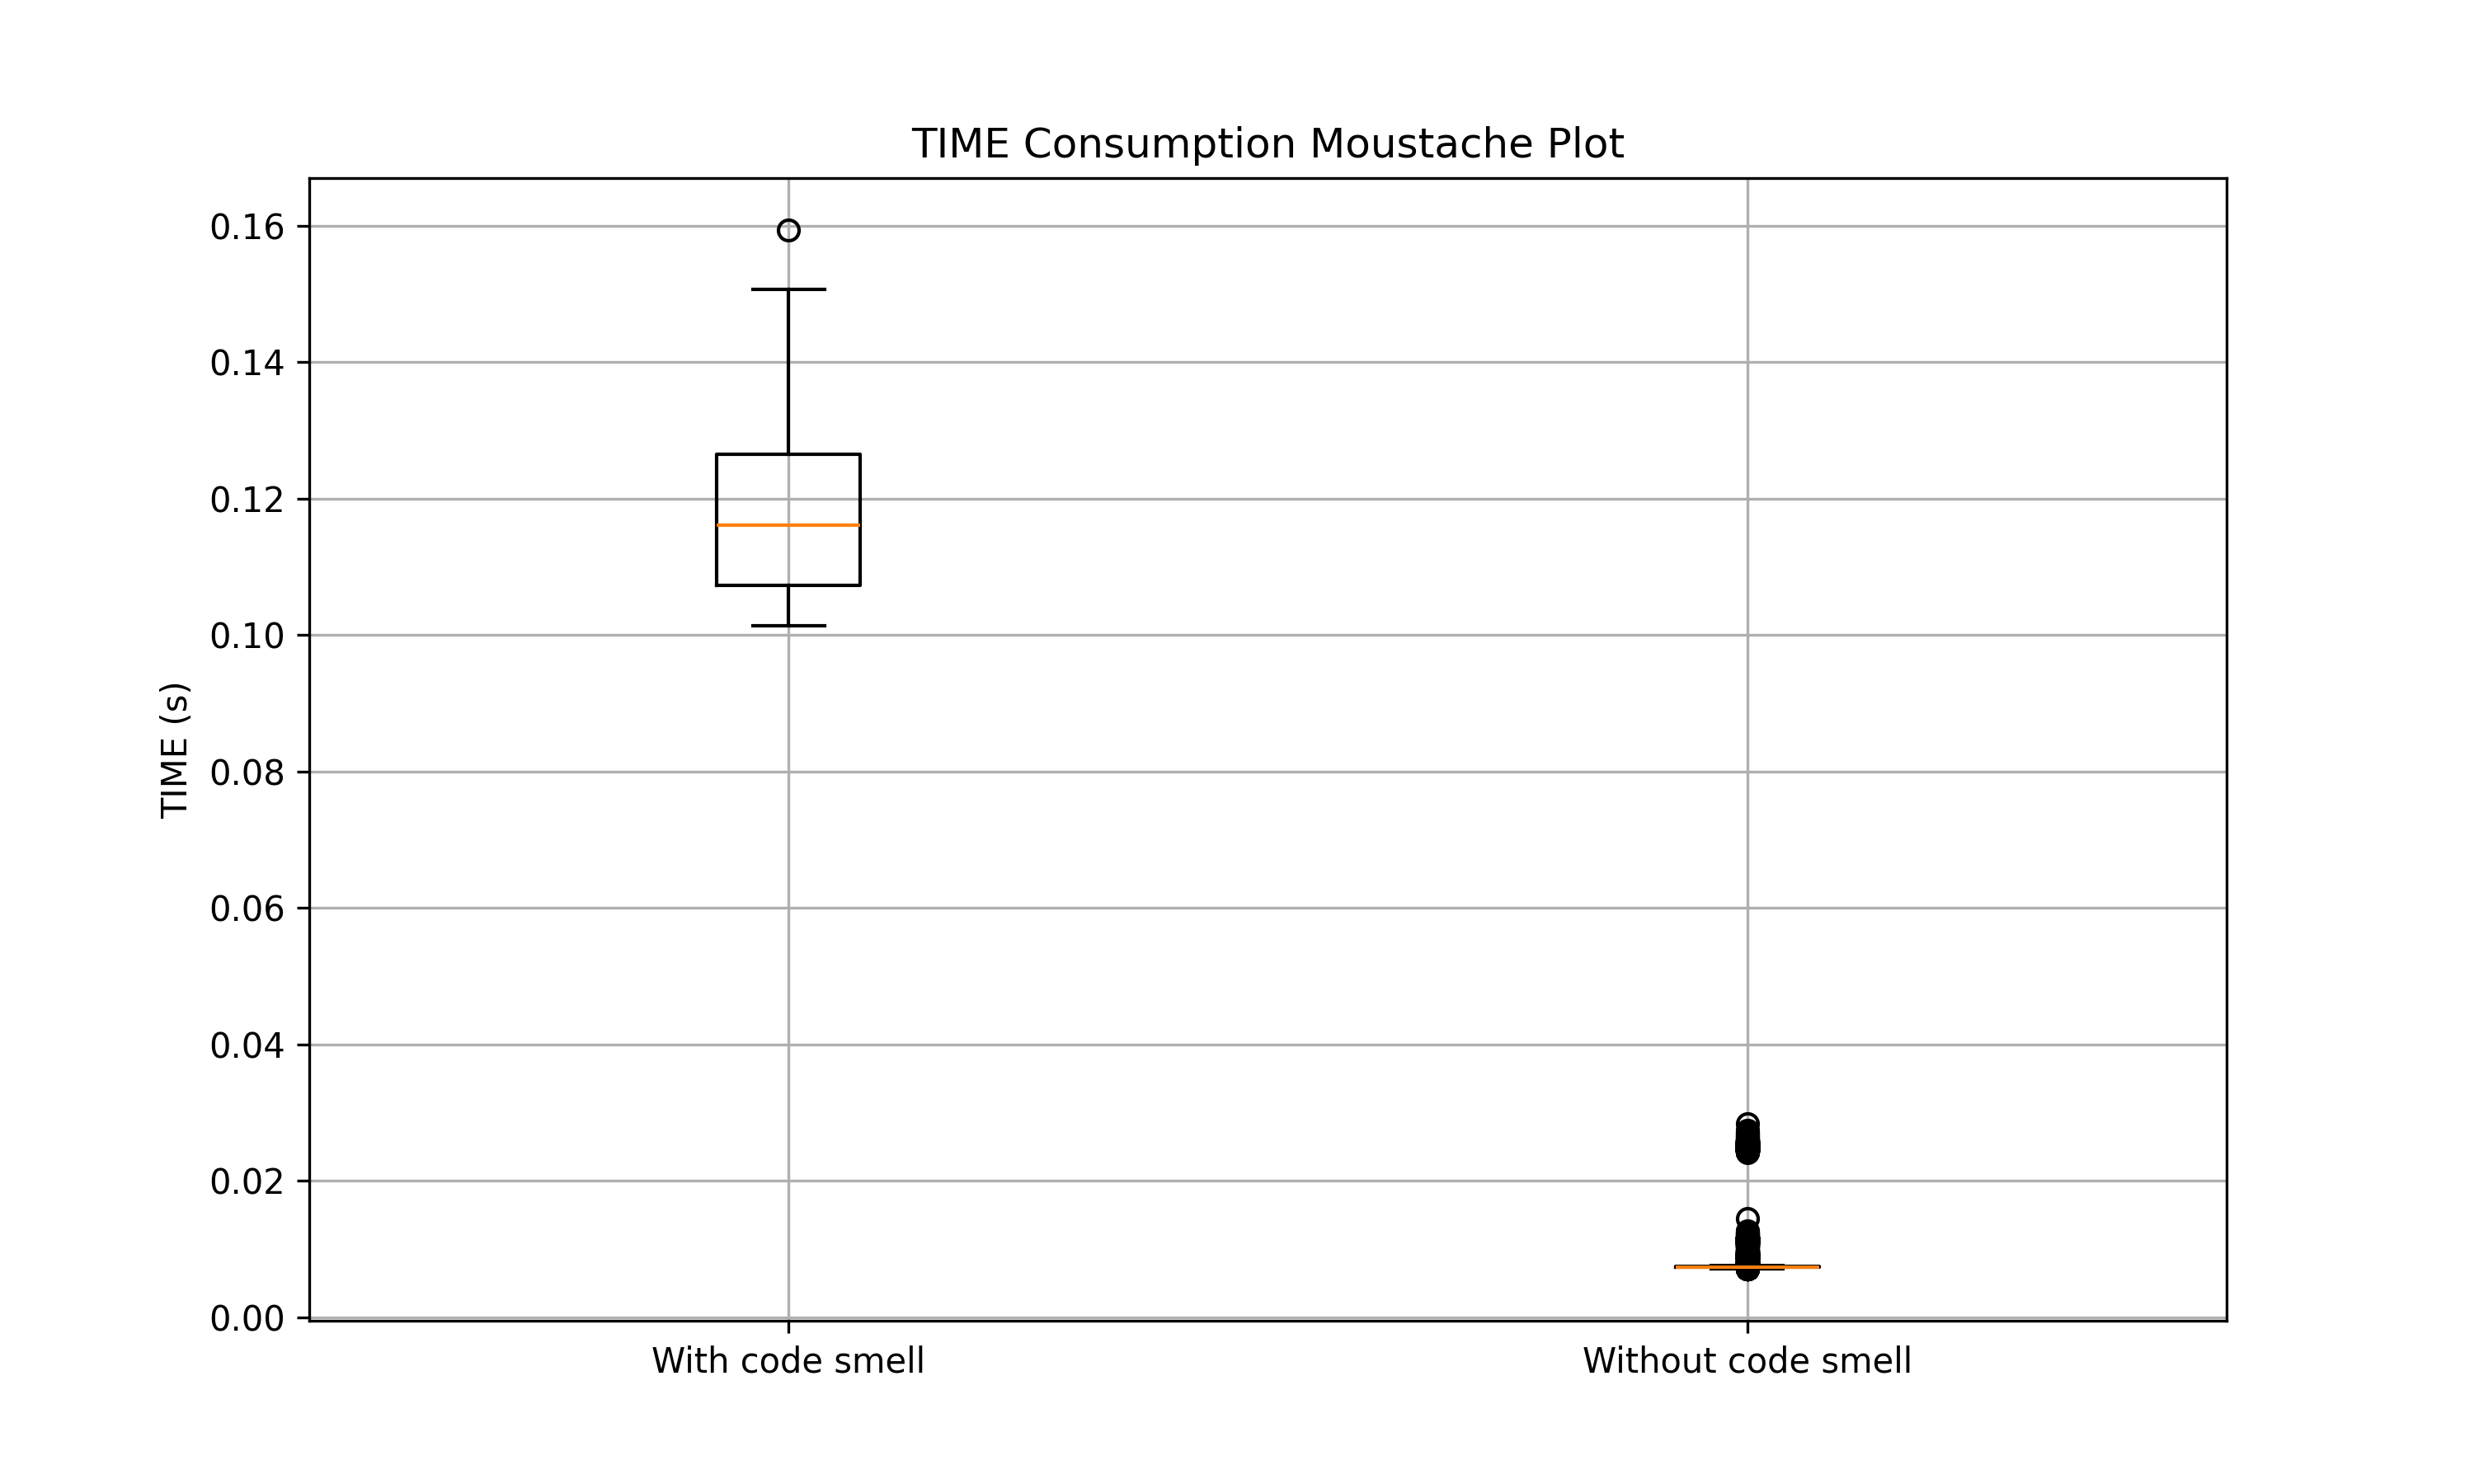 TIME Consumption Moustache Plot
TIME (s)
0.16
0.14
0.12
0.10
0.08
0.06
0.04
0.02
0.00
With code smell
Without code smell